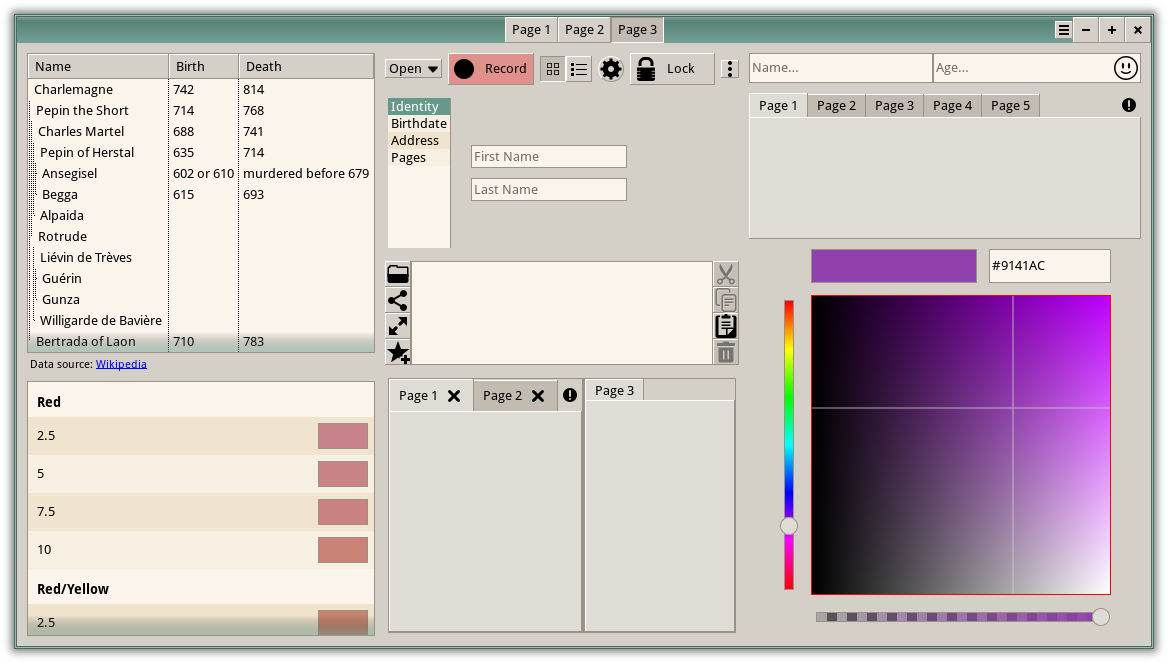 Page 1 Page 2 Page 3
Name Birth Death
Charlemagne 742 814
Pepin the Short 714 768
Charles Martel 688 741
Pepin of Herstal 635 714
Ansegisel 602 or 610 murdered before 679
Begga 615 693
Alpaida
Rotrude
Liévin de Trèves
Guérin
Gunza
Willigarde de Bavière
Bertrada of Laon 710 783
Data source: Wikipedia
Red
2.5
5
7.5
10
Red/Yellow
2.5
Open Record Lock
Identity
Birthdate
Address
Pages
First Name
Last Name
Page 1 Page 2 Page 3
Name... Age...
Page 1 Page 2 Page 3 Page 4 Page 5
#9141AC